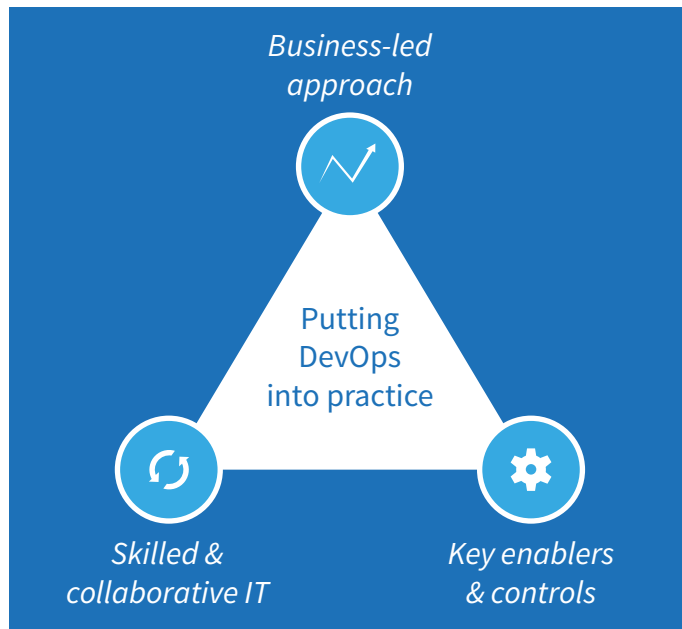 Business-led
approach
Putting
DevOps
into practice
Skilled &
collaborative IT
Key enablers
& controls